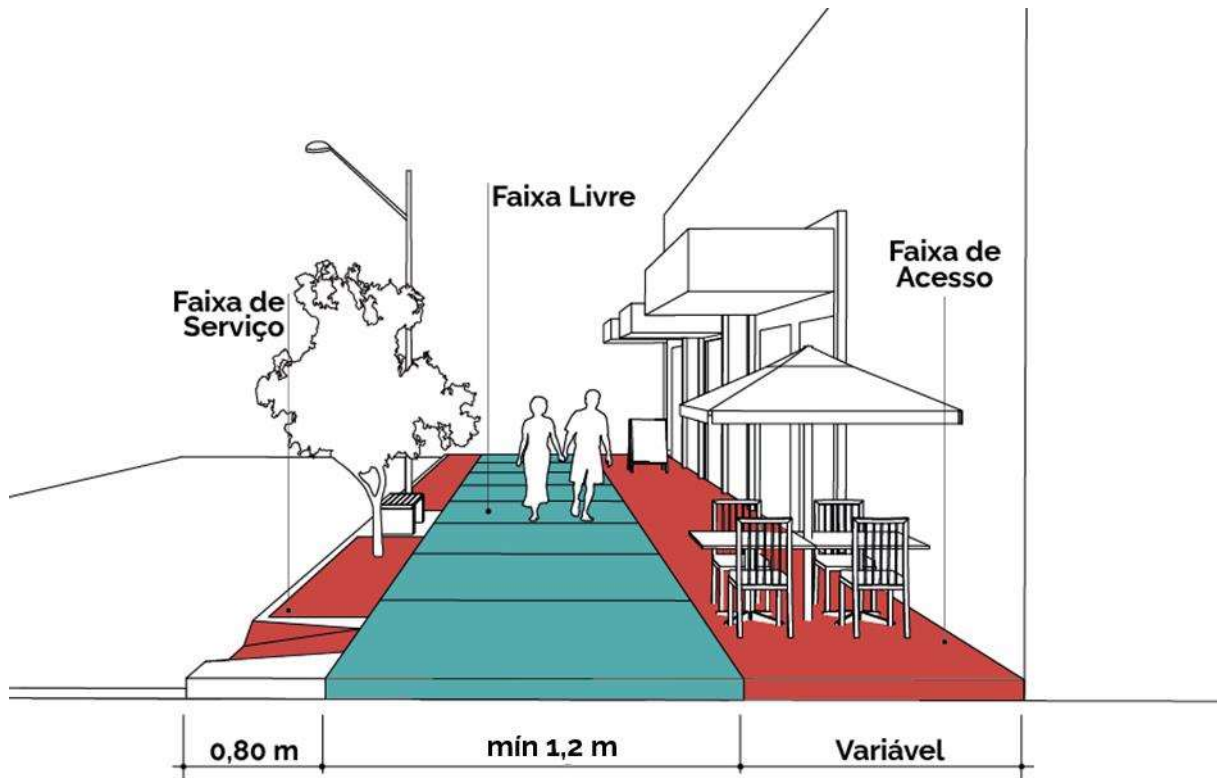 Faixa Livre
Faixa de
Acesso
Faixa de
Serviço
0,80 m
mín 1,2 m
Variável